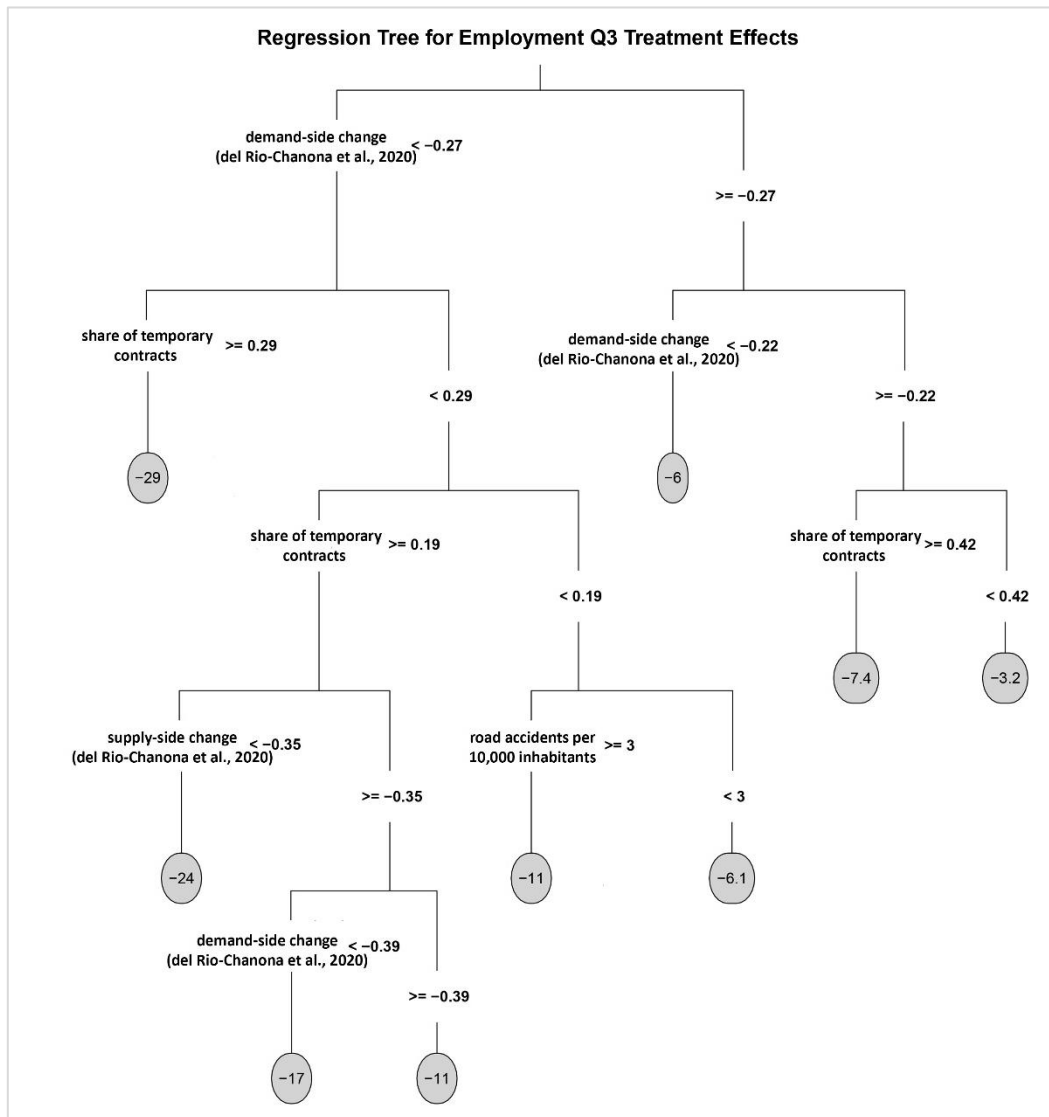 Regression Tree for Employment Q3 Treatment Effects
demand-side change
(del Rio-Chanona et al., 2020)
< −0.27
>= −0.27
share of temporary
contracts
>= 0.29
< 0.29
demand-side change
(del Rio-Chanona et al., 2020)
< −0.22
>= −0.22
−29
−6
share of temporary
contracts
>= 0.19
< 0.19
share of temporary
contracts
>= 0.42
< 0.42
−7.4
−3.2
supply-side change
(del Rio-Chanona et al., 2020)
< −0.35
>= −0.35
road accidents per
10,000 inhabitants
>= 3
< 3
−24
−11
−6.1
demand-side change
(del Rio-Chanona et al., 2020)
< −0.39
>= −0.39
−17
−11